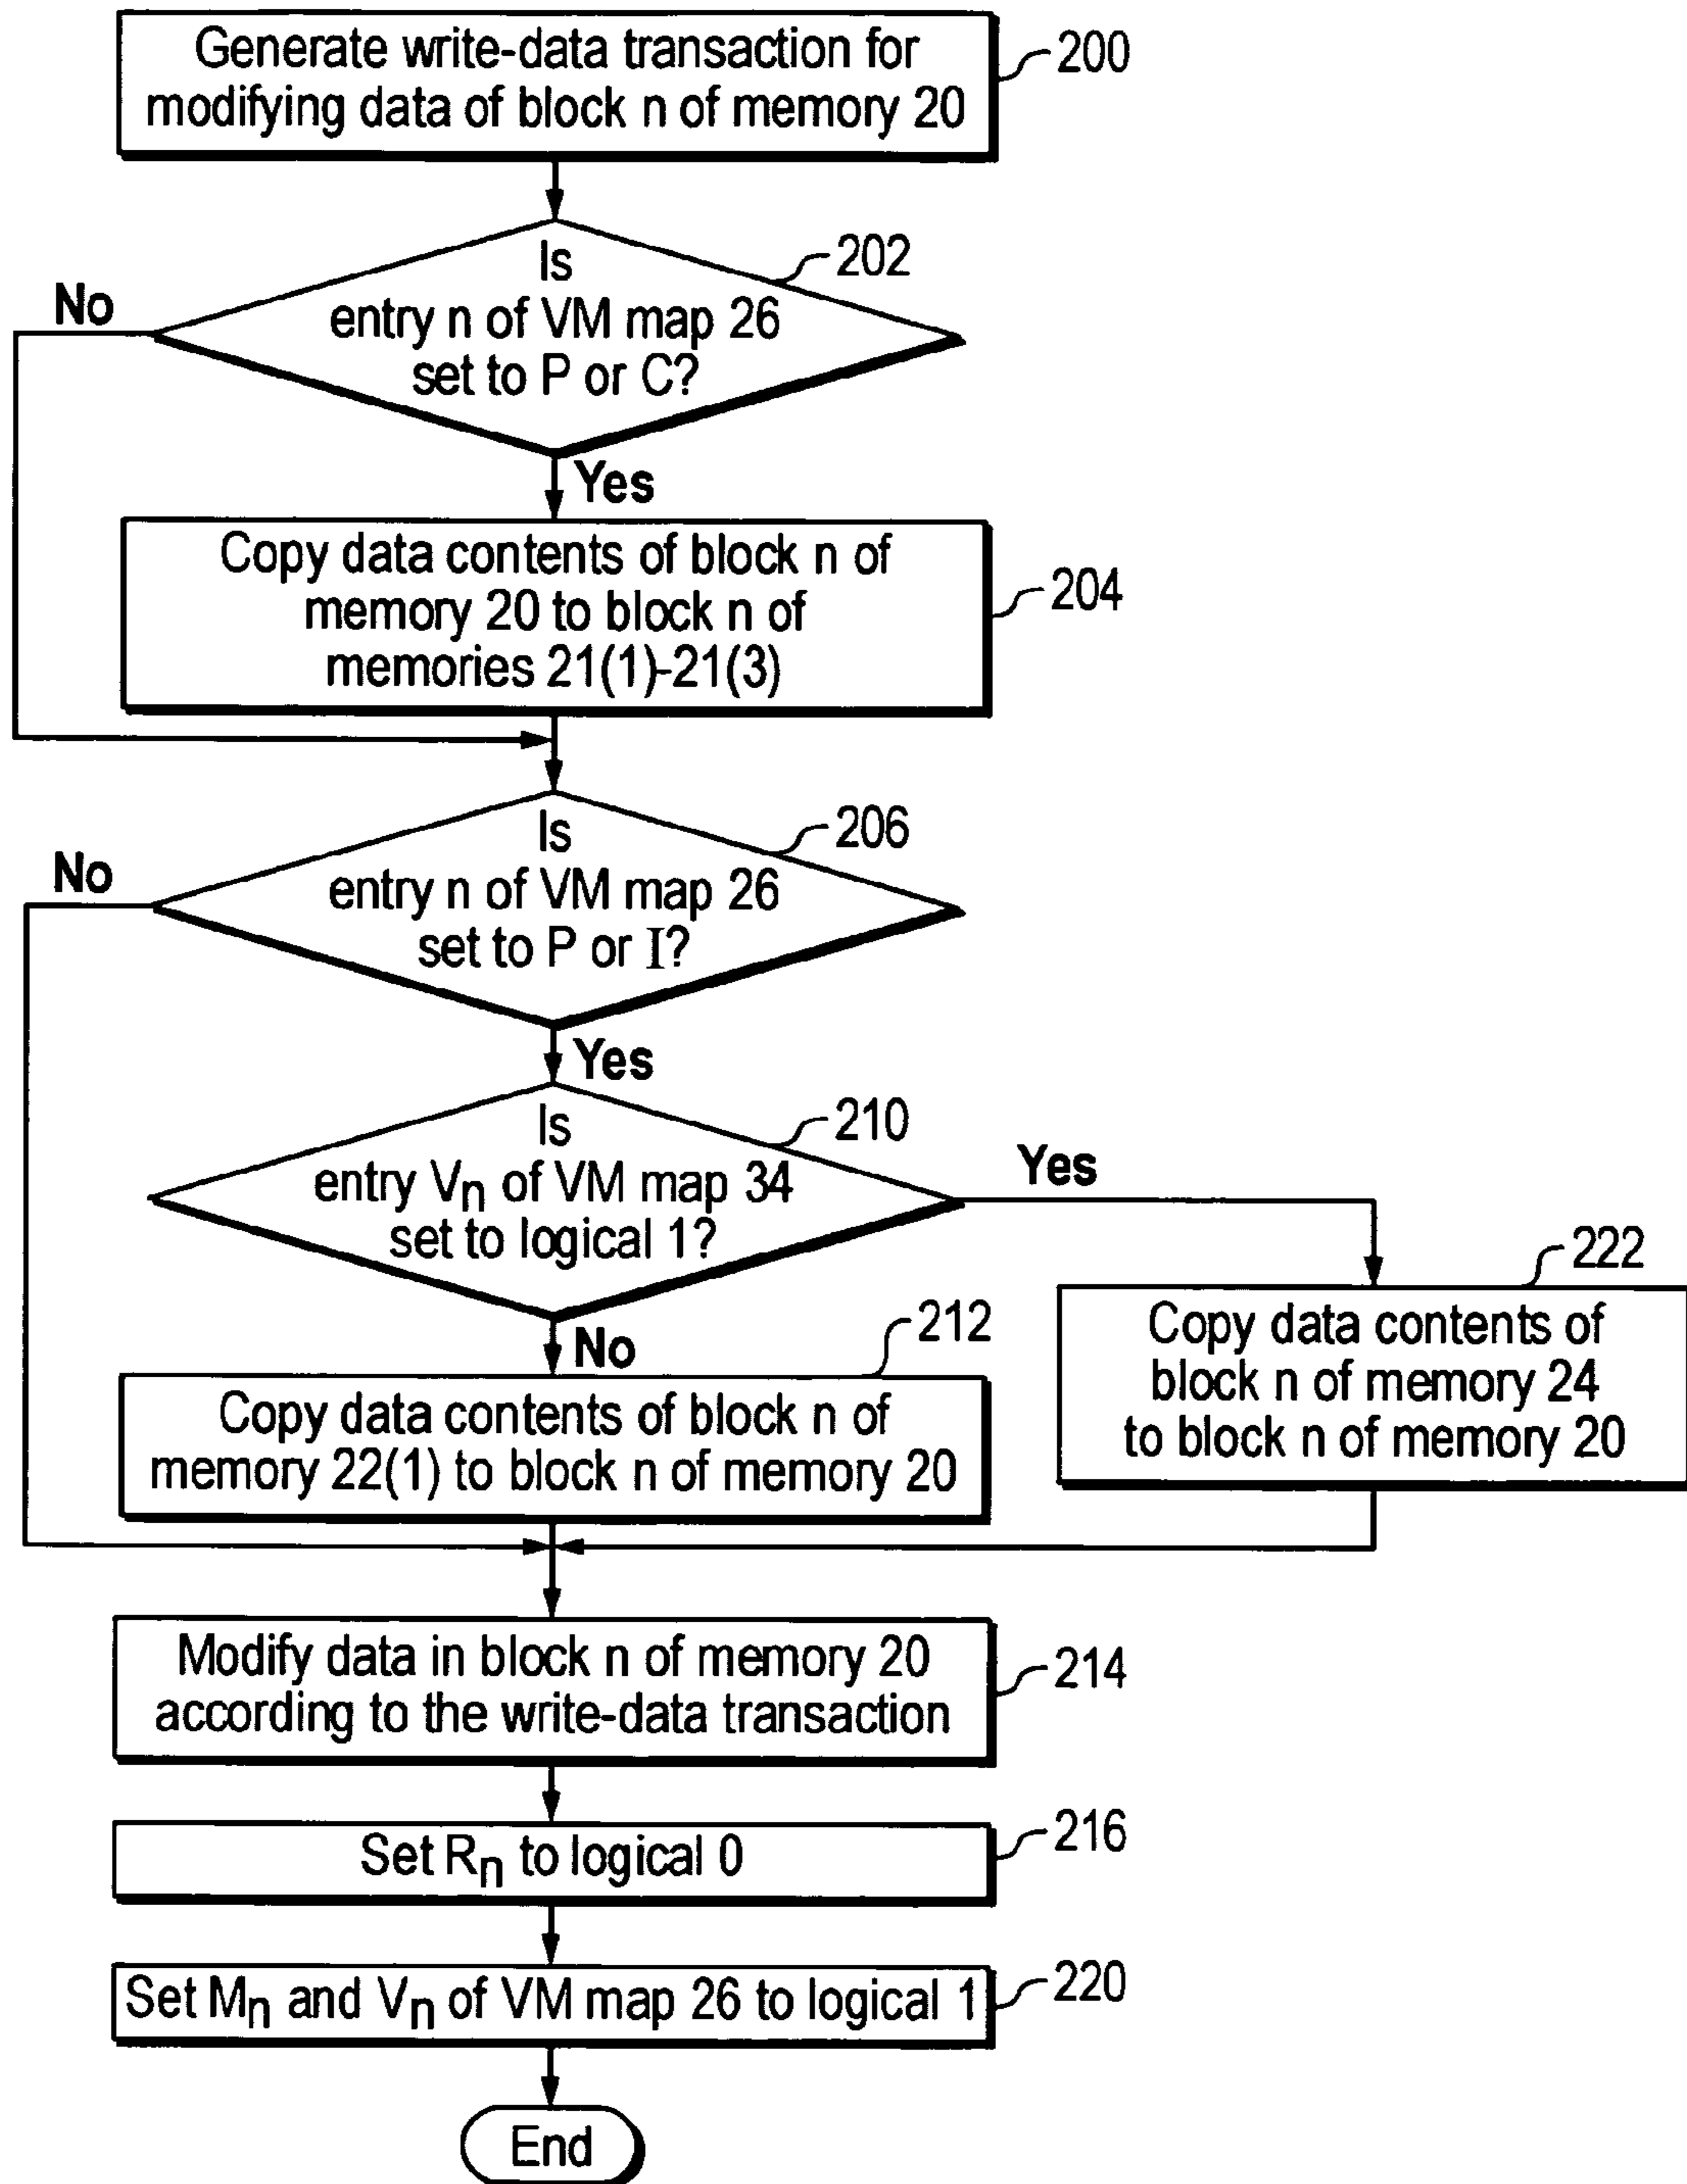 Generate write-data transaction for
modifying data of block n of memory 20
200
Is
entry n of VM map 26
set to P or C?
202
No
Yes
Copy data contents of block n of
memory 20 to block n of
memories 21(1)-21(3)
204
Is
entry n of VM map 26
set to P or I?
206
No
Yes
Is
entry Vn of VM map 34
set to logical 1?
210
Yes
No
212
Copy data contents of block n of
memory 22(1) to block n of memory 20
222
Copy data contents of
block n of memory 24
to block n of memory 20
Modify data in block n of memory 20
according to the write-data transaction
214
Set Rn to logical 0
216
Set Mn and Vn of VM map 26 to logical 1
220
End